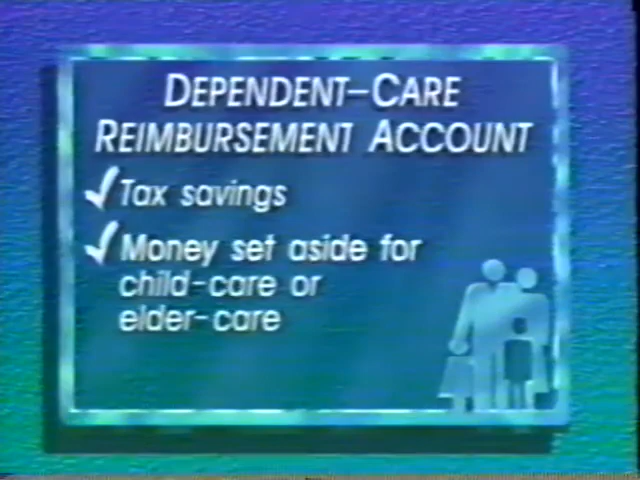 DEPENDENT-CARE
REIMBURSEMENT ACCOUNT
Tax savings
Money set aside for
child-care or
elder-care